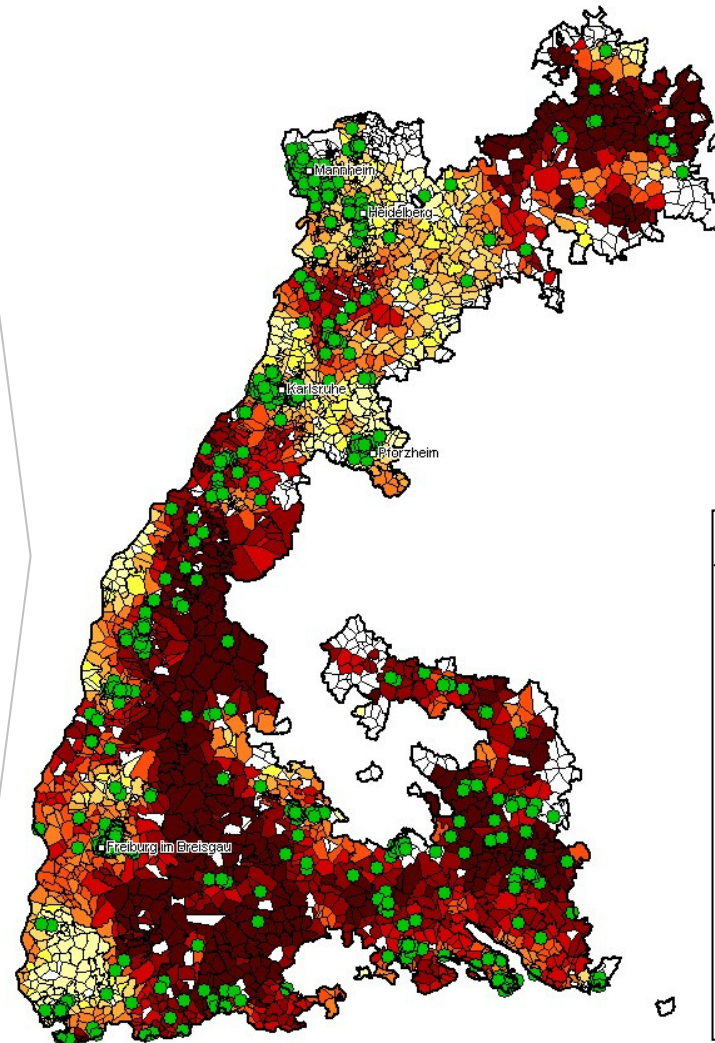 Mannheim
Heidelberg
Karlsruhe
Pforzheim
Freiburg im Breisgau